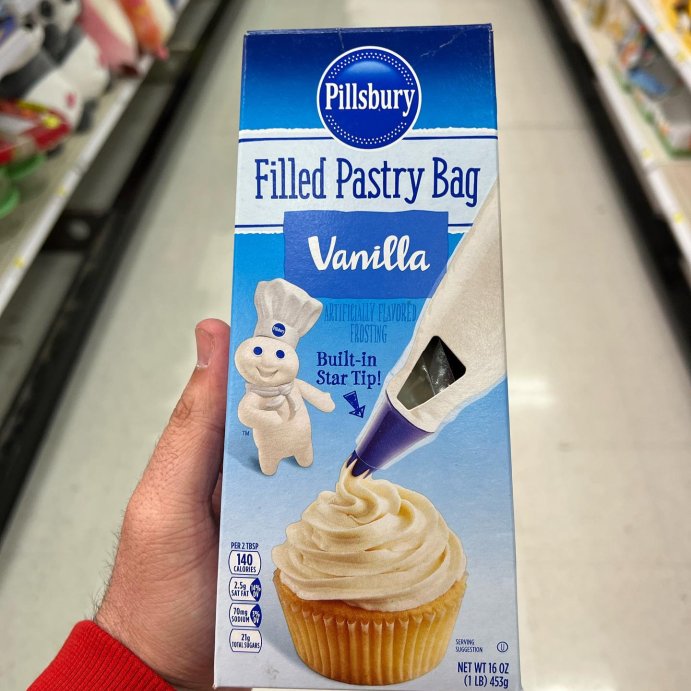 Pillsbury
Filled Pastry Bag
Vanilla
ARTIFICIALLY FLAVORED
FROSTING
Built-in
Star Tip!
TM
PER 2 TBSP
140
CALORIES
2.5g
SAT FAT
70mg
SODIUM
21g
TOTAL SUGARS
SERVING
SUGGESTION
U
NET WT 16 OZ
(1 LB) 453g